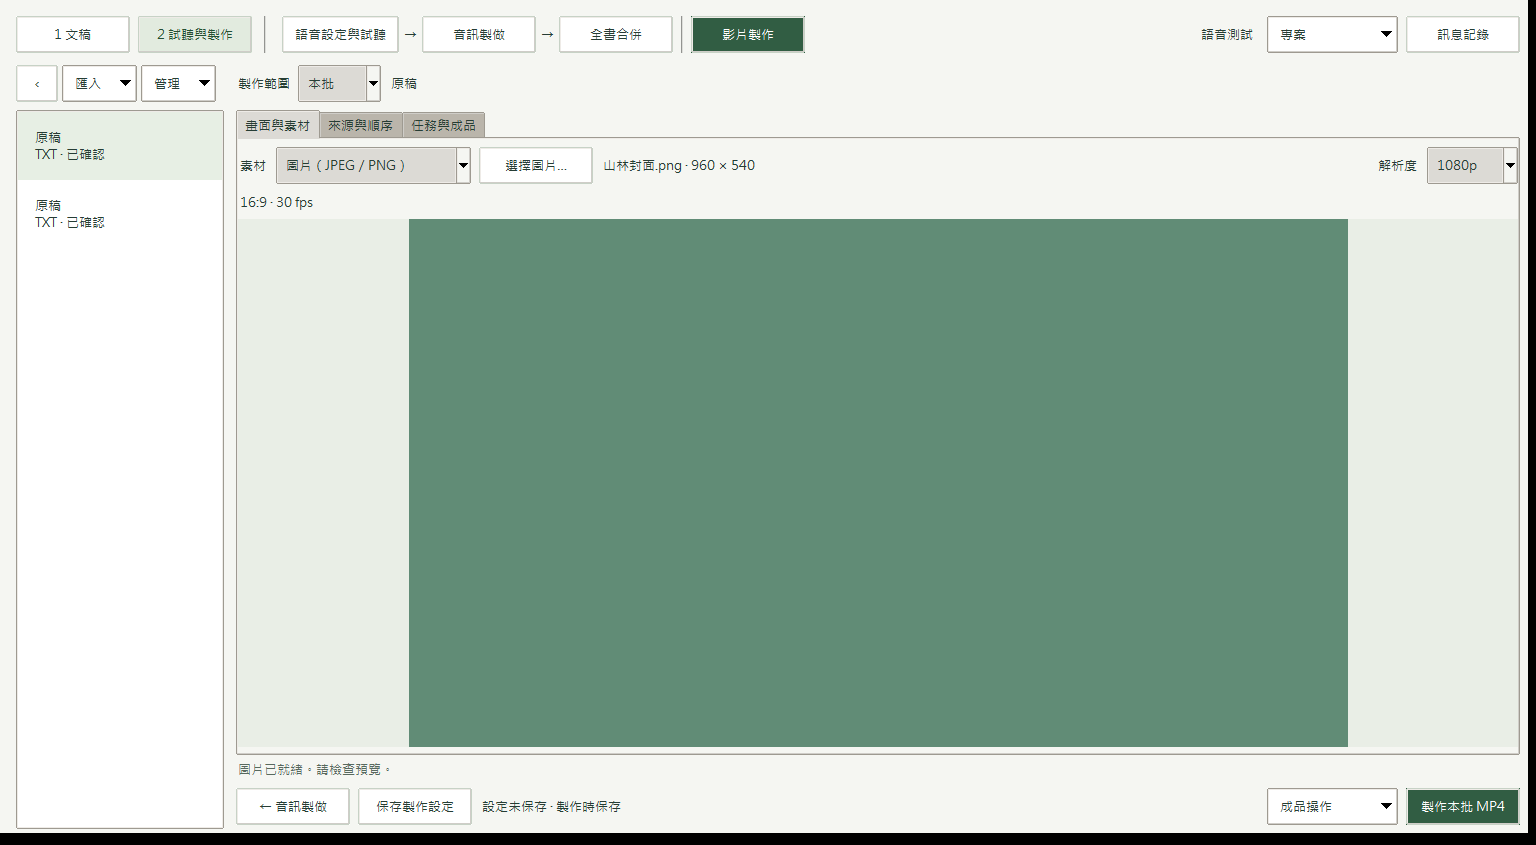 1 文稿
2 試聽與製作
語音設定與試聽
→
音訊製做
→
全書合併
影片製作
語音測試
專案
訊息記錄
‹
匯入
管理
製作範圍
本批
原稿
原稿
TXT · 已確認
原稿
TXT · 已確認
畫面與素材
來源與順序
任務與成品
素材
圖片（JPEG / PNG）
選擇圖片...
山林封面.png · 960 × 540
解析度
1080p
16:9 · 30 fps
圖片已就緒。請檢查預覽。
← 音訊製做
保存製作設定
設定未保存 · 製作時保存
成品操作
製作本批 MP4